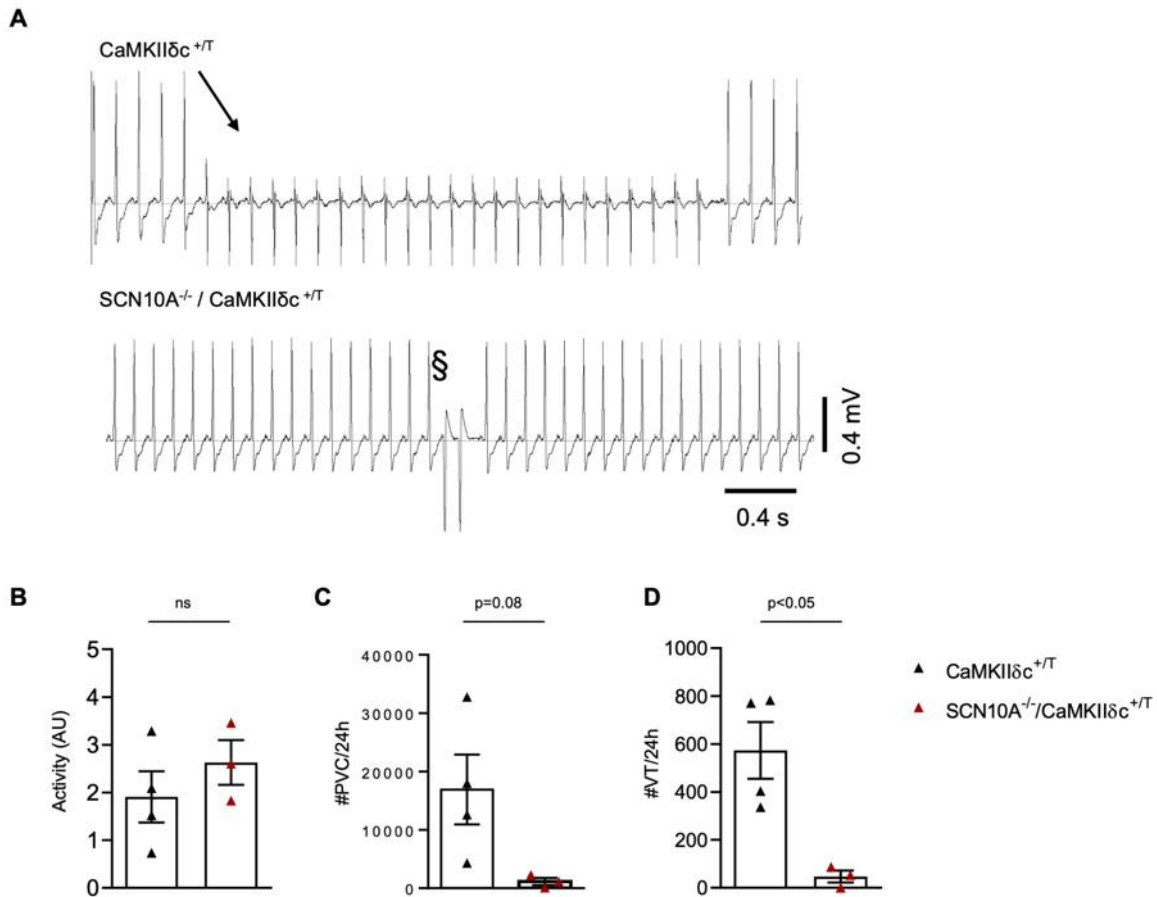 A
CaMKIIδc +/T
SCN10A-/- / CaMKIIδc +/T
§
0.4 mV
0.4 s
B
ns
5
4
3
2
1
0
Activity (AU)
C
p=0.08
40000
30000
20000
10000
0
#PVC/24h
D
p<0.05
1000
800
600
400
200
0
#VT/24h
CaMKIIδc+/T
SCN10A-/-/CaMKIIδc+/T